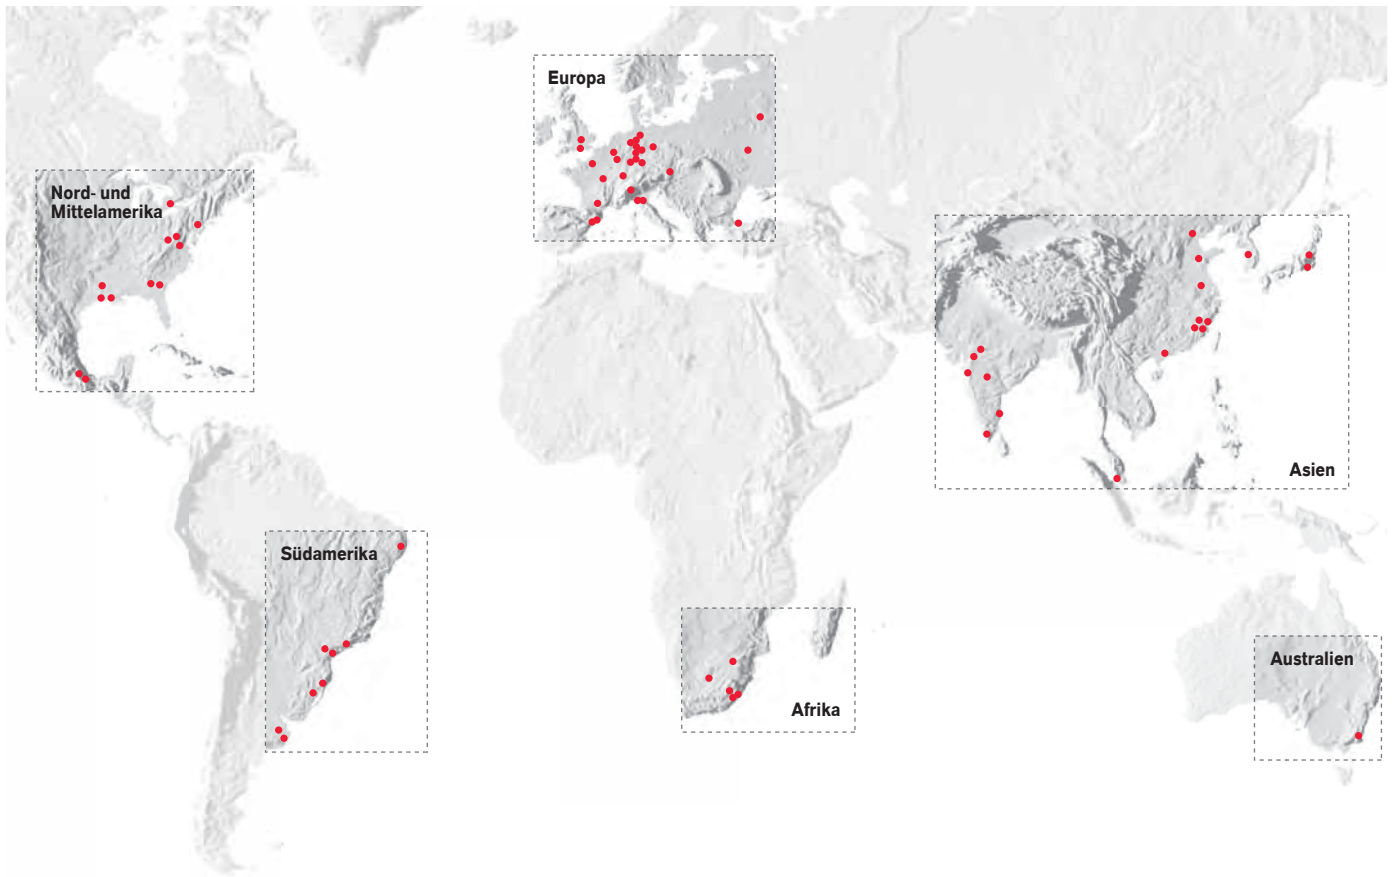 Europa
Nord- und
Mittelamerika
Asien
Südamerika
Australien
Afrika